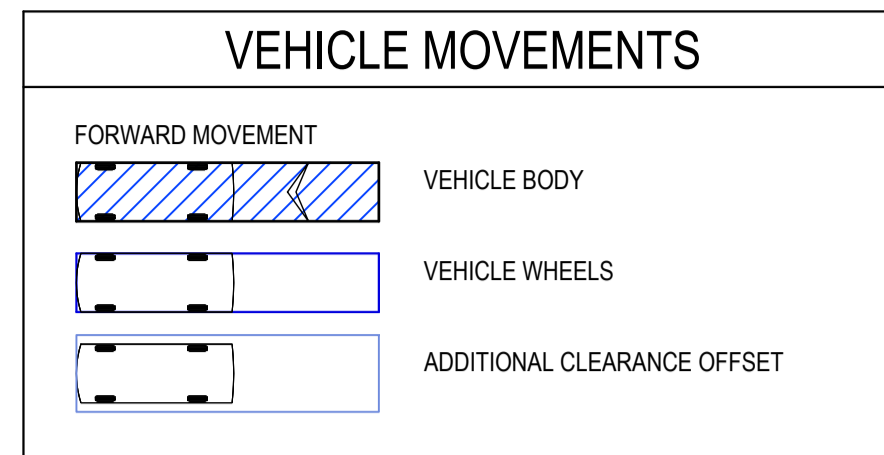 VEHICLE MOVEMENTS
FORWARD MOVEMENT
VEHICLE BODY
VEHICLE WHEELS
ADDITIONAL CLEARANCE OFFSET